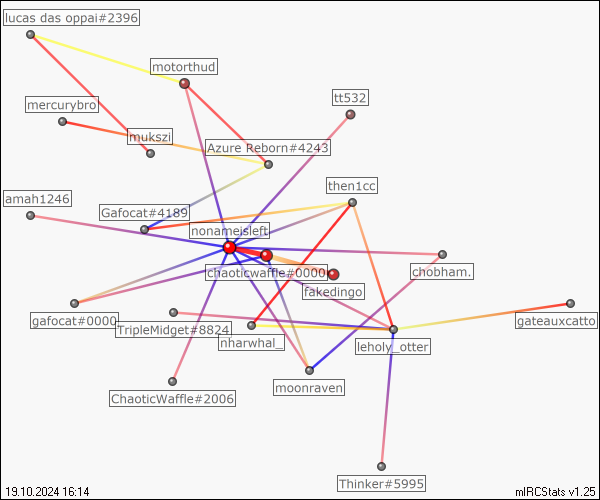 lucas das oppai#2396
motorthud
tt532
mercurybro
mukszi
Azure Reborn#4243
then1cc
amah1246
Gafocat#4189
nonameisleft
chaoticwaffle#0000
chobham.
fakedingo
gafocat#0000
TripleMidget#8824
gateauxcatto
nharwhal_
leholy_otter
moonraven
ChaoticWaffle#2006
Thinker#5995
19.10.2024 16:14
mIRCStats v1.25